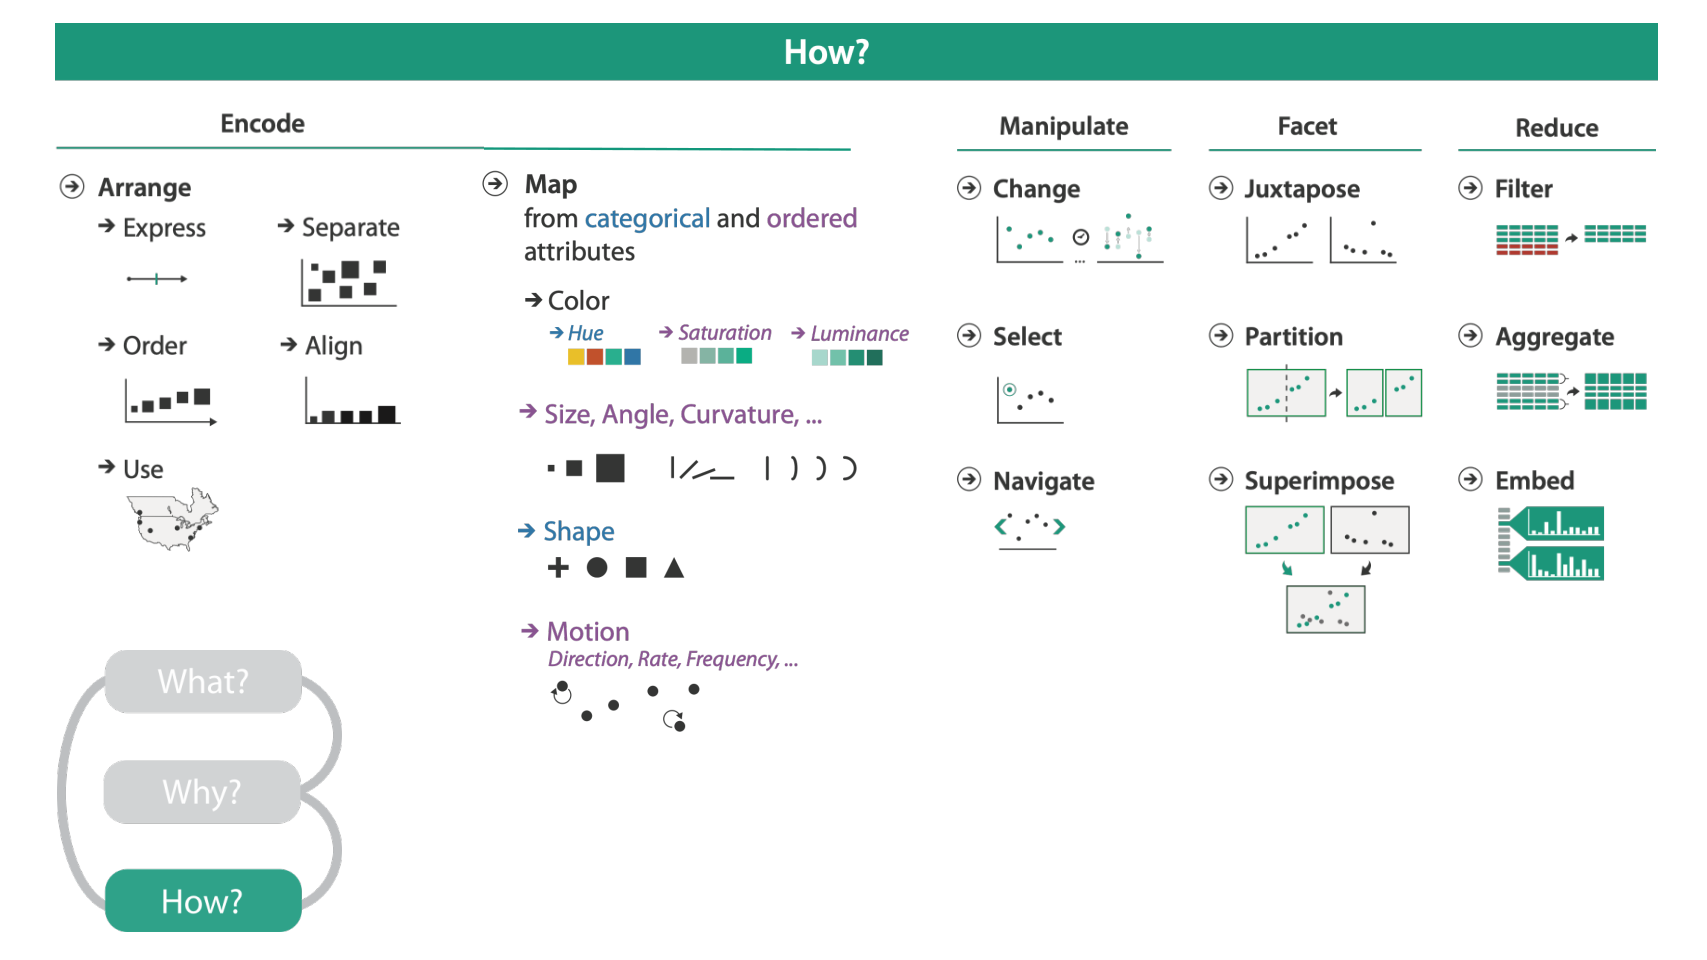 How?
Encode
Arrange
Express
Separate
Order
Align
Use
Map
from categorical and ordered
attributes
Color
Hue
Saturation
Luminance
Size, Angle, Curvature, ...
Shape
Motion
Direction, Rate, Frequency, ...
Manipulate
Change
...
Select
Navigate
Facet
Juxtapose
Partition
Superimpose
Reduce
Filter
Aggregate
Embed
What?
Why?
How?